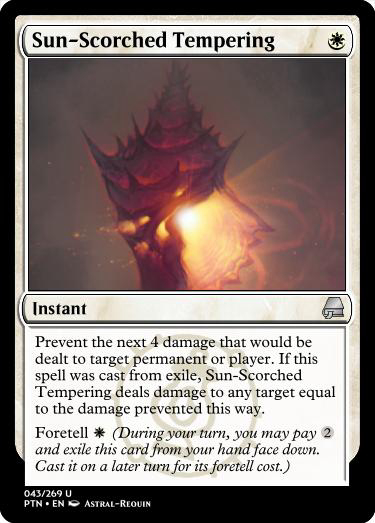 Sun-Scorched Tempering
Instant
Prevent the next 4 damage that would be
dealt to target permanent or player. If this
spell was cast from exile, Sun-Scorched
Tempering deals damage to any target equal
to the damage prevented this way.
Foretell (During your turn, you may pay 2
and exile this card from your hand face down.
Cast it on a later turn for its foretell cost.)
043/269 U
PTN • EN Astral-Requin